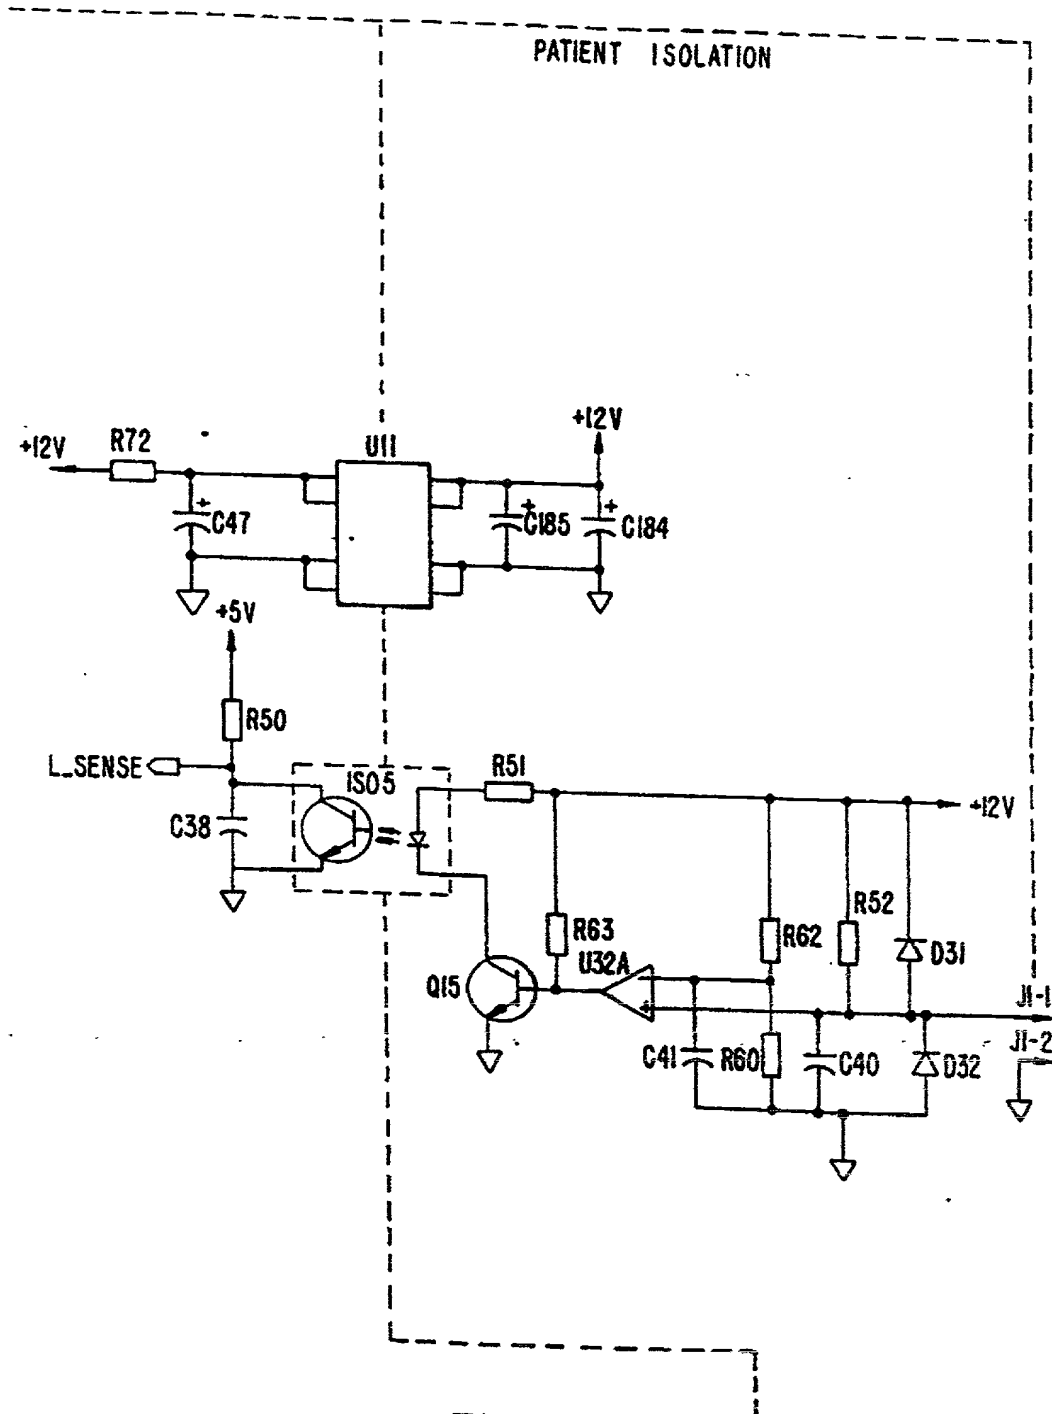 PATIENT ISOLATION
+12V
R72
U11
+12V
C47
C185
C184
+5V
R50
L_SENSE
ISO5
R51
C38
+12V
R63
R62
R52
D31
U32A
Q15
J1-1
J1-2
C41
R60
C40
D32